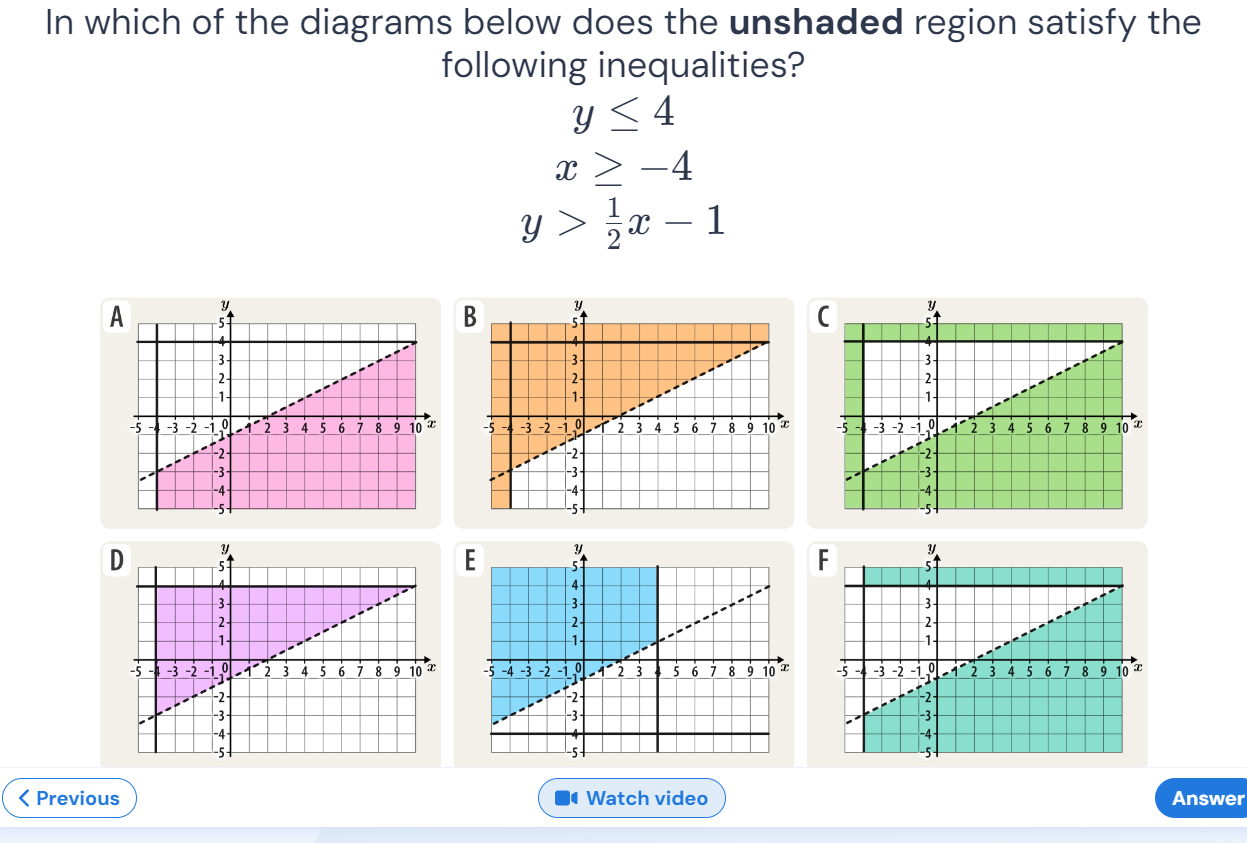 In which of the diagrams below does the unshaded region satisfy the
following inequalities?
y ≤ 4
x ≥ −4
y > 1/2 x − 1
A
y
5
4
3
2
1
-5 -4 -3 -2 -1 0 1 2 3 4 5 6 7 8 9 10 x
-1
-2
-3
-4
-5
B
y
5
4
3
2
1
-5 -4 -3 -2 -1 0 1 2 3 4 5 6 7 8 9 10 x
-1
-2
-3
-4
-5
C
y
5
4
3
2
1
-5 -4 -3 -2 -1 0 1 2 3 4 5 6 7 8 9 10 x
-1
-2
-3
-4
-5
D
y
5
4
3
2
1
-5 -4 -3 -2 -1 0 1 2 3 4 5 6 7 8 9 10 x
-1
-2
-3
-4
-5
E
y
5
4
3
2
1
-5 -4 -3 -2 -1 0 1 2 3 4 5 6 7 8 9 10 x
-1
-2
-3
-4
-5
F
y
5
4
3
2
1
-5 -4 -3 -2 -1 0 1 2 3 4 5 6 7 8 9 10 x
-1
-2
-3
-4
-5
Previous
Watch video
Answer